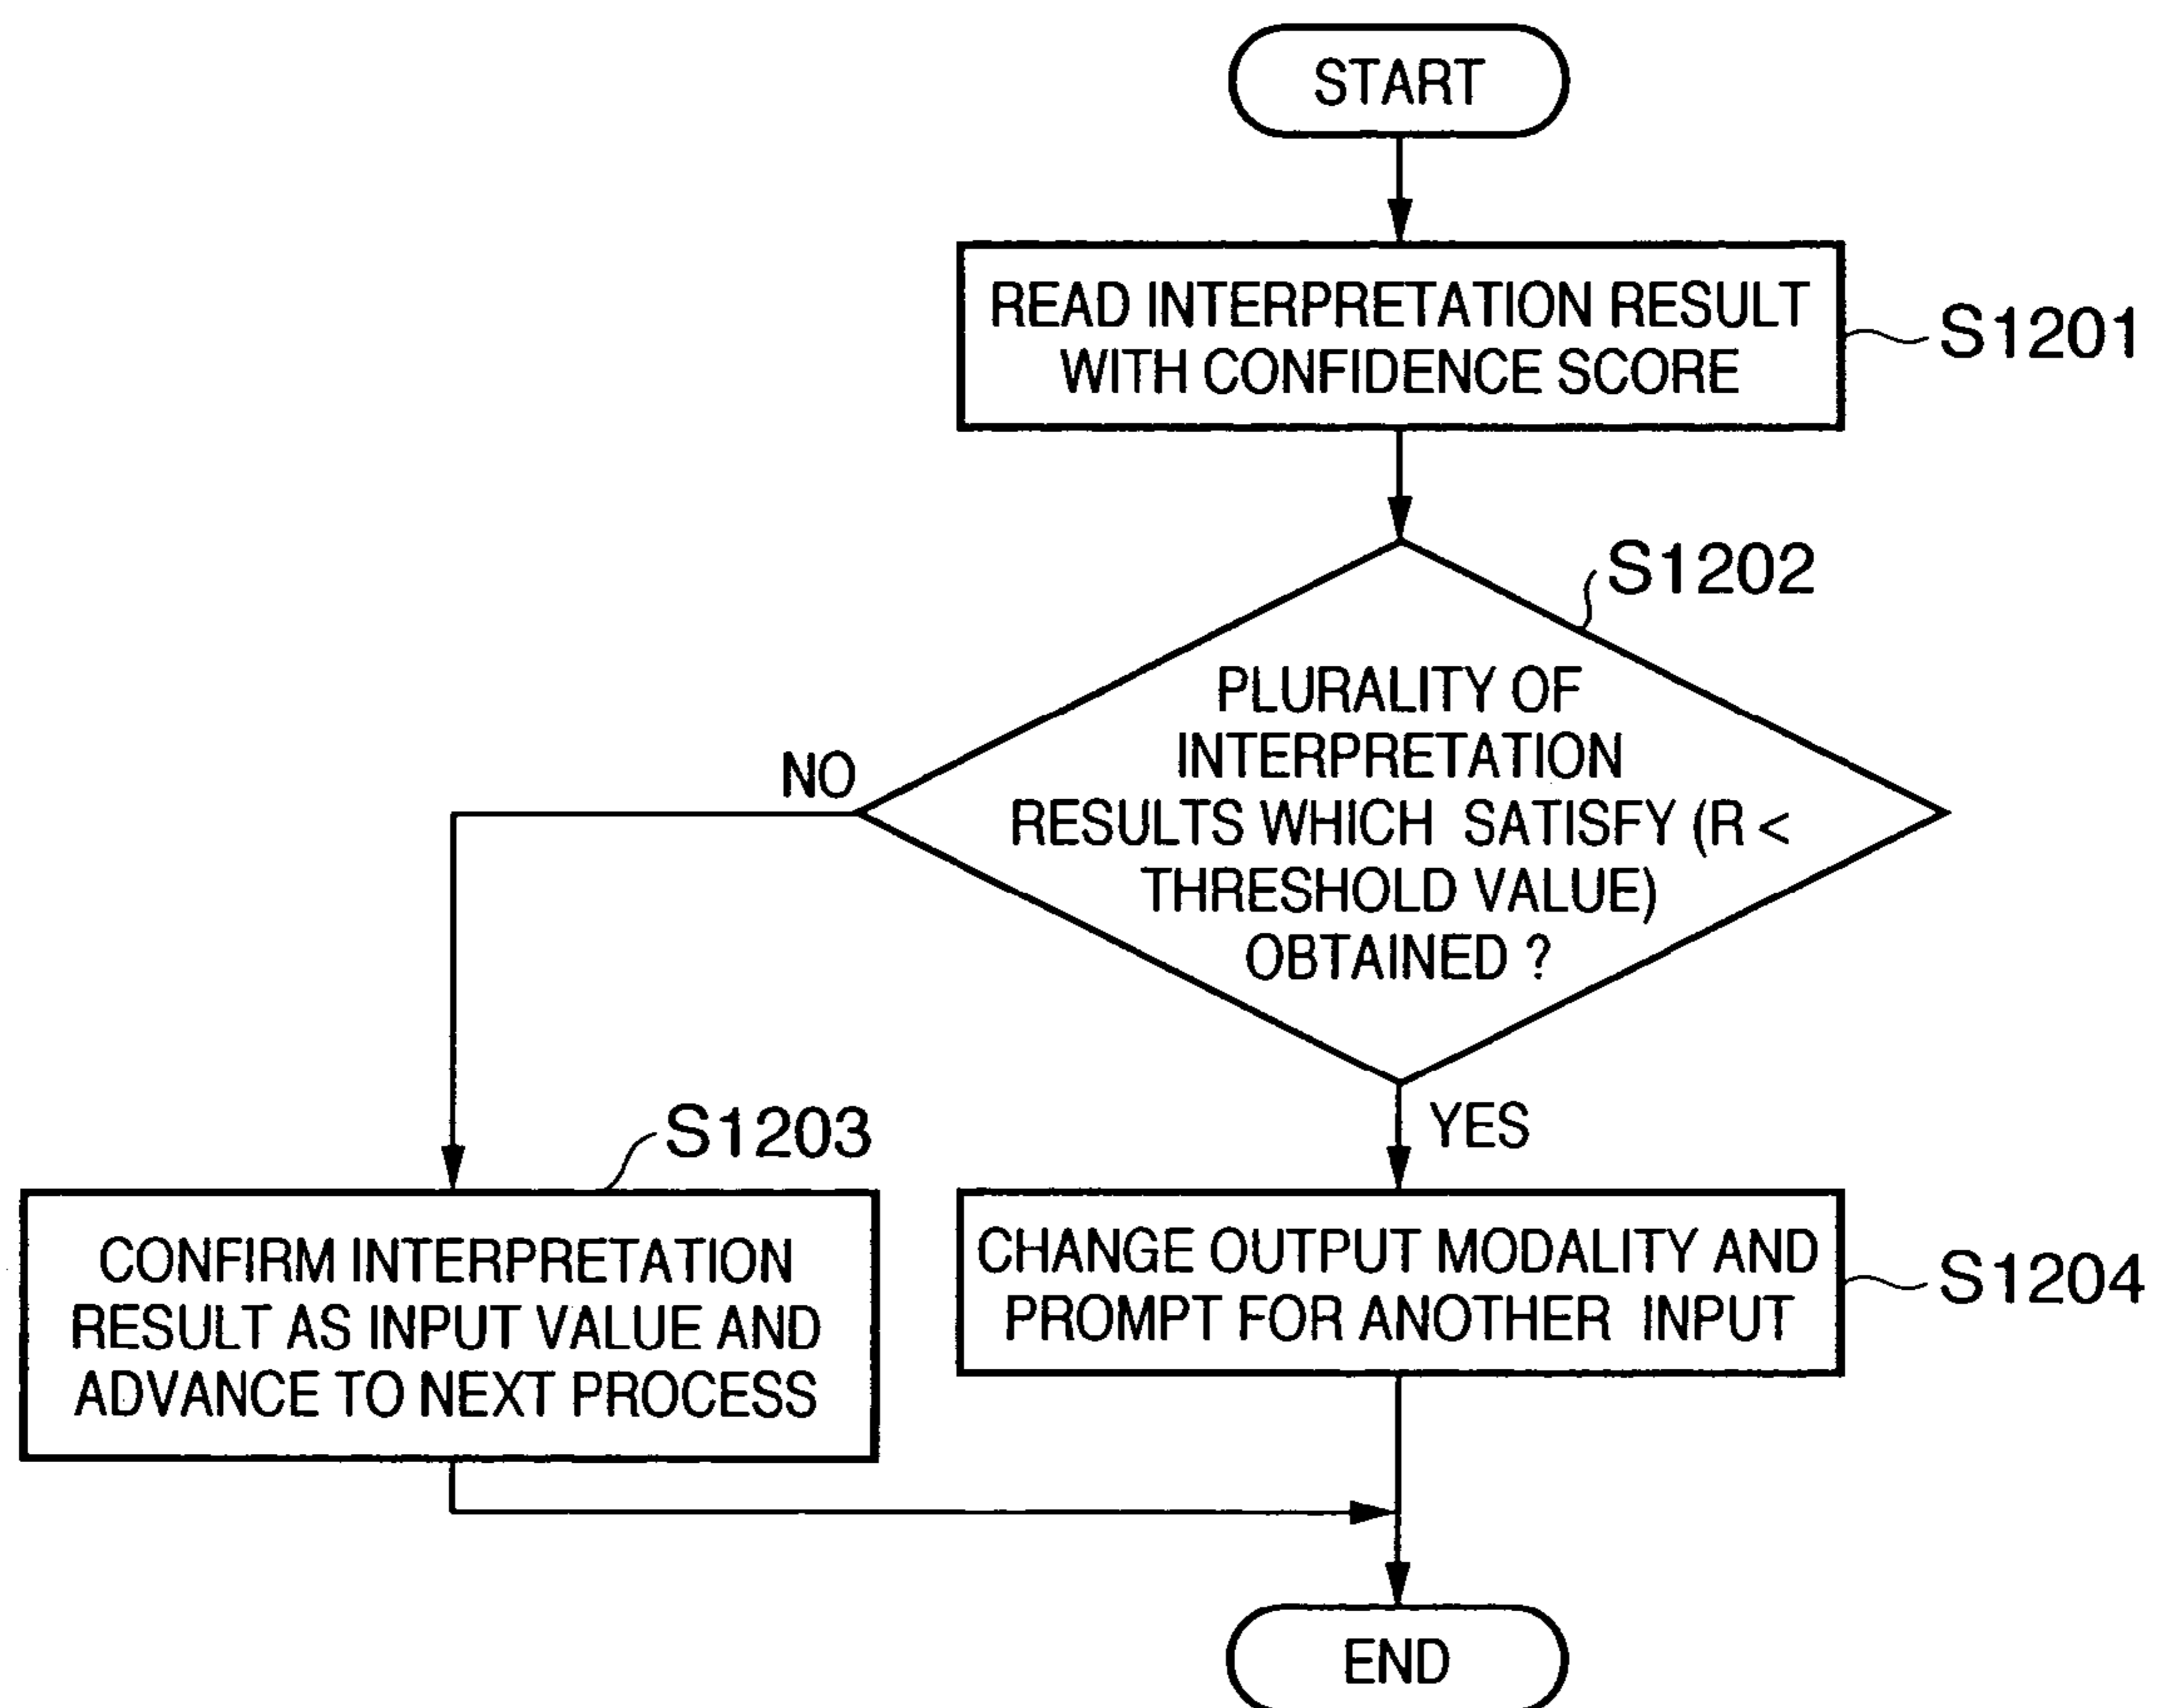 START
READ INTERPRETATION RESULT
WITH CONFIDENCE SCORE
S1201
S1202
PLURALITY OF
INTERPRETATION
RESULTS WHICH SATISFY (R <
THRESHOLD VALUE)
OBTAINED ?
NO
YES
S1203
CONFIRM INTERPRETATION
RESULT AS INPUT VALUE AND
ADVANCE TO NEXT PROCESS
CHANGE OUTPUT MODALITY AND
PROMPT FOR ANOTHER INPUT
S1204
END